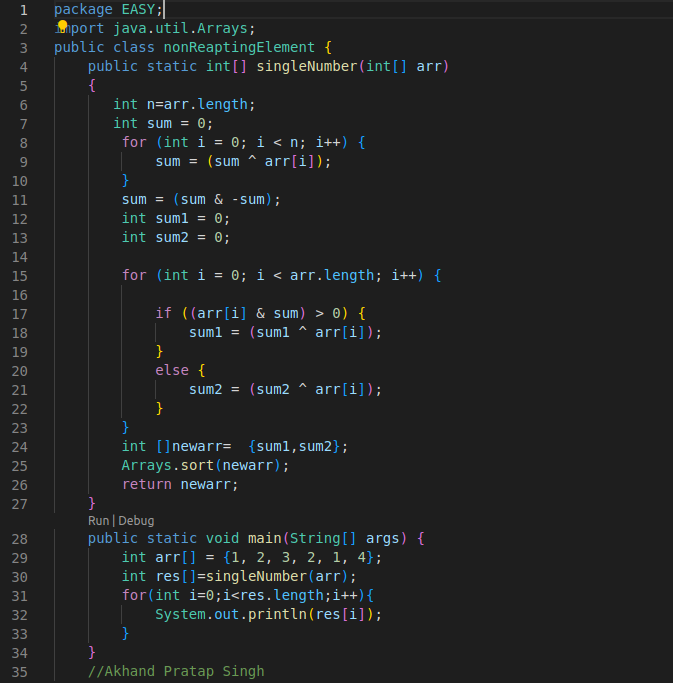 1 package EASY;
2 import java.util.Arrays;
3 public class nonReaptingElement {
4 public static int[] singleNumber(int[] arr)
5 {
6 int n=arr.length;
7 int sum = 0;
8 for (int i = 0; i < n; i++) {
9 sum = (sum ^ arr[i]);
10 }
11 sum = (sum & -sum);
12 int sum1 = 0;
13 int sum2 = 0;
14
15 for (int i = 0; i < arr.length; i++) {
16
17 if ((arr[i] & sum) > 0) {
18 sum1 = (sum1 ^ arr[i]);
19 }
20 else {
21 sum2 = (sum2 ^ arr[i]);
22 }
23 }
24 int []newarr=  {sum1,sum2};
25 Arrays.sort(newarr);
26 return newarr;
27 }
Run | Debug
28 public static void main(String[] args) {
29 int arr[] = {1, 2, 3, 2, 1, 4};
30 int res[]=singleNumber(arr);
31 for(int i=0;i<res.length;i++){
32 System.out.println(res[i]);
33 }
34 }
35 //Akhand Pratap Singh